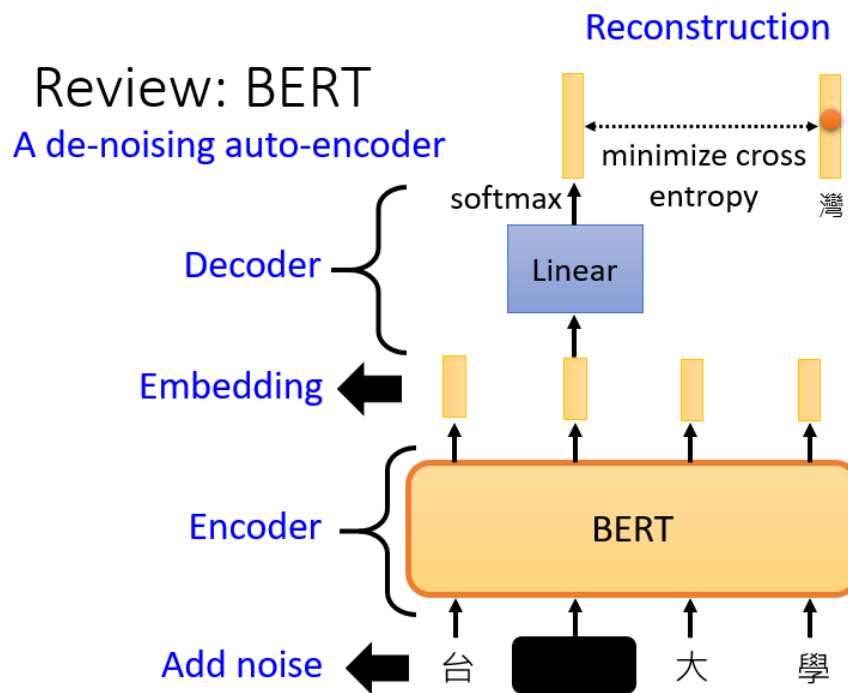 Reconstruction
Review: BERT
A de-noising auto-encoder
minimize cross
entropy
softmax
灣
Decoder
Linear
Embedding
Encoder
BERT
Add noise
台 大 學